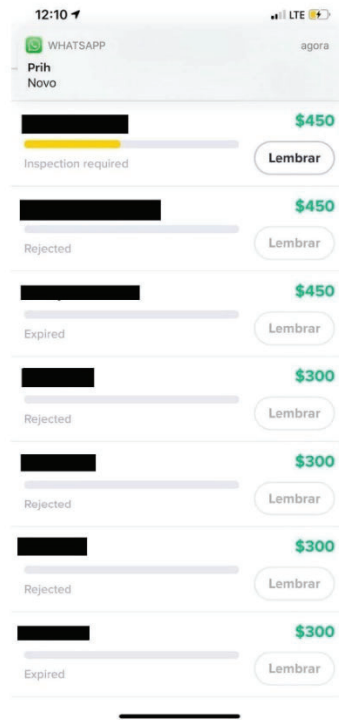 12:10
LTE
WHATSAPP
agora
Prih
Novo
$450
Inspection required
Lembrar
$450
Rejected
Lembrar
$450
Expired
Lembrar
$300
Rejected
Lembrar
$300
Rejected
Lembrar
$300
Rejected
Lembrar
$300
Expired
Lembrar